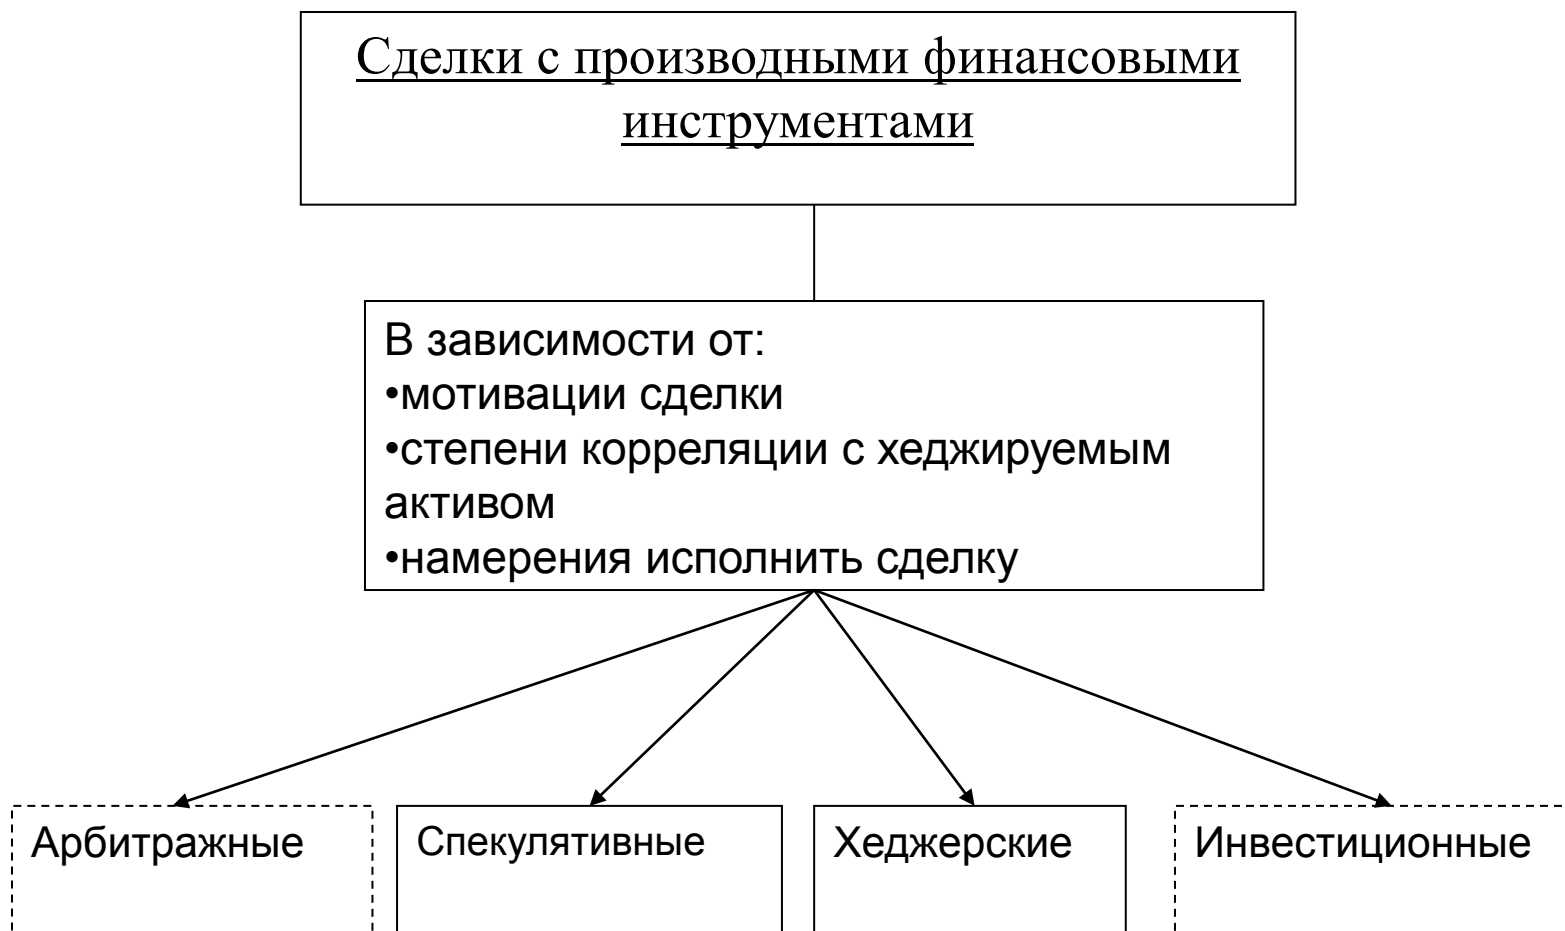 Сделки с производными финансовыми
инструментами
В зависимости от:
•мотивации сделки
•степени корреляции с хеджируемым
активом
•намерения исполнить сделку
Арбитражные
Спекулятивные
Хеджерские
Инвестиционные